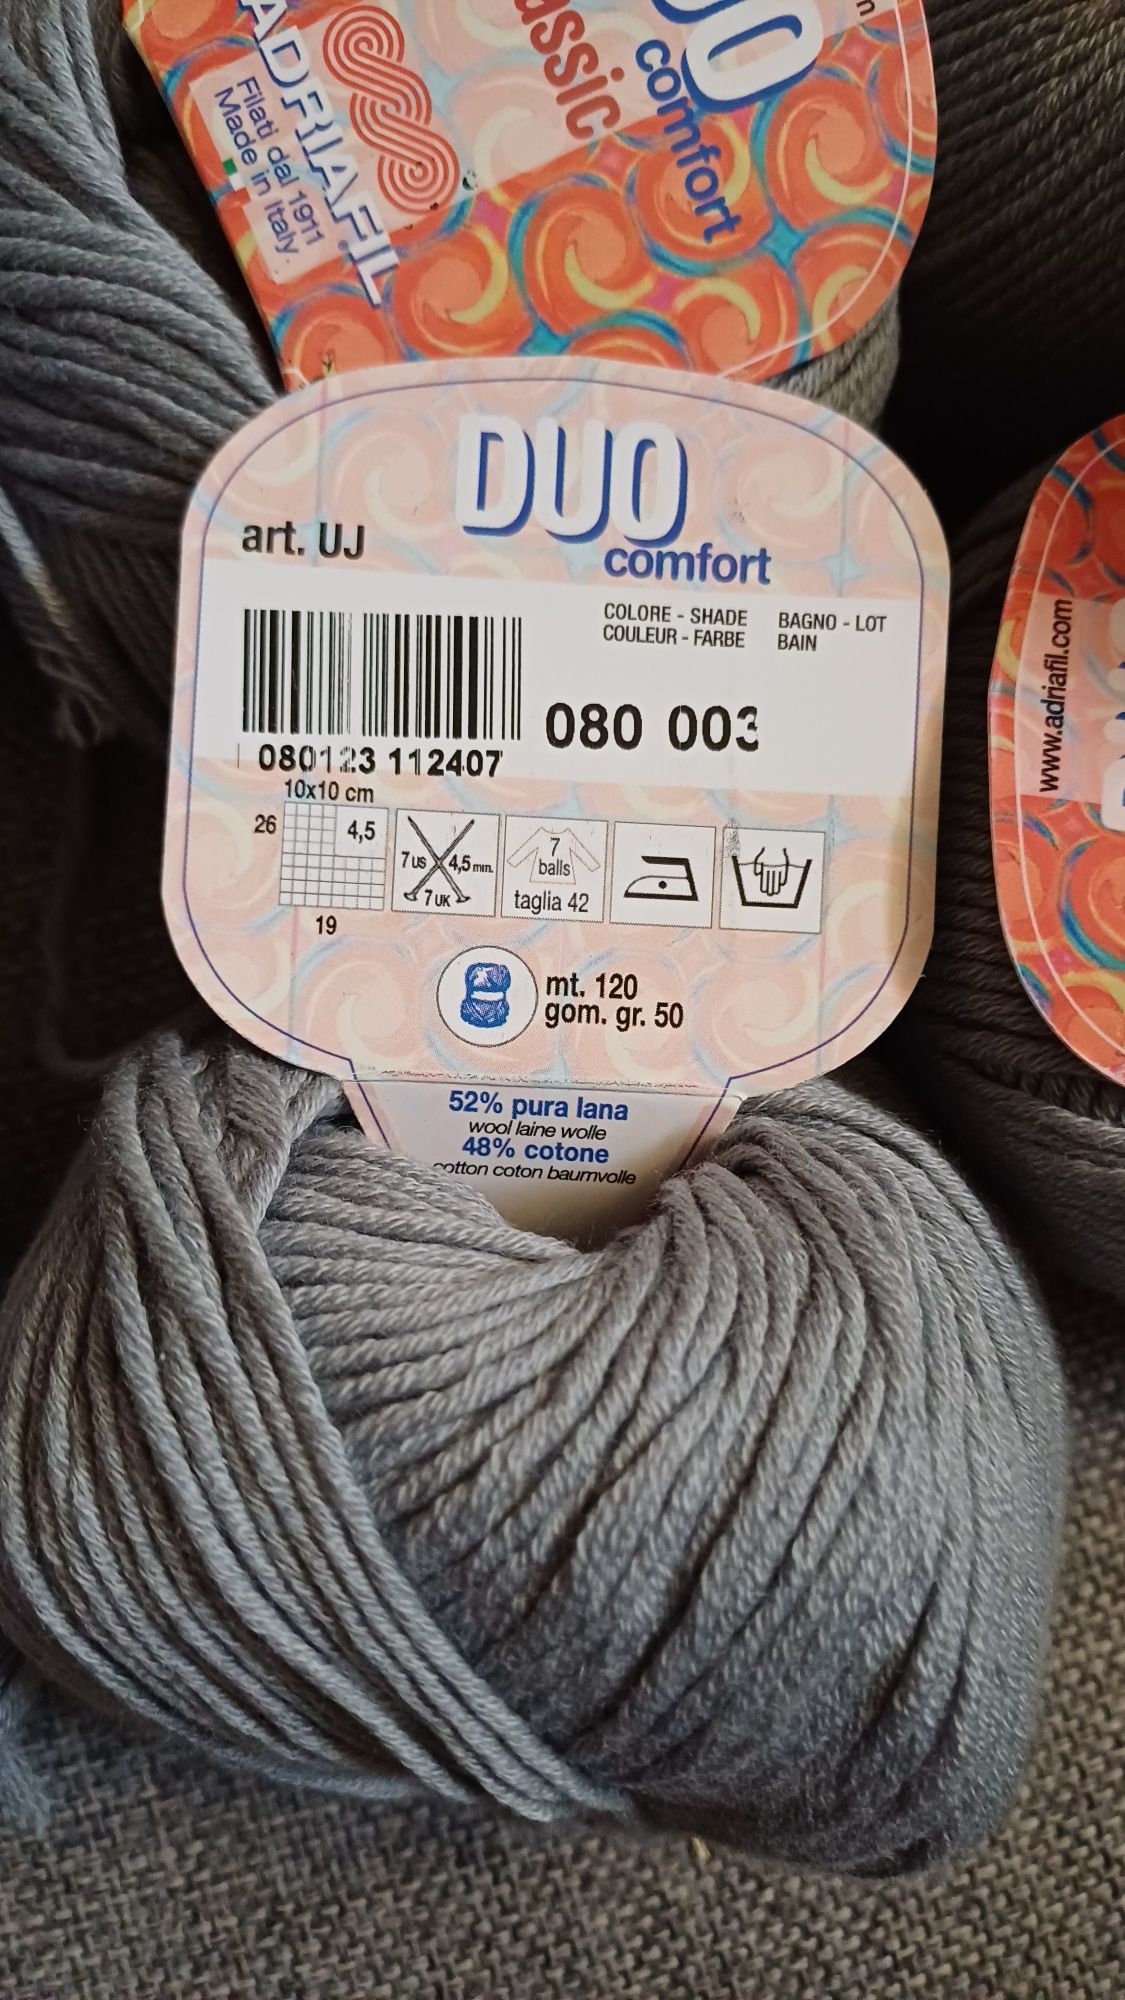 ADRIAFIL
Filati dal 1911
Made in Italy
comfort
DUO
comfort
art. UJ
COLORE - SHADE
COULEUR - FARBE
BAGNO - LOT
BAIN
080 003
080123 112407
10x10 cm
26
4,5
19
7 US
4,5 mm.
7 UK
7
balls
taglia 42
mt. 120
gom. gr. 50
52% pura lana
wool laine wolle
48% cotone
cotton coton baumvolle
www.adriafil.com